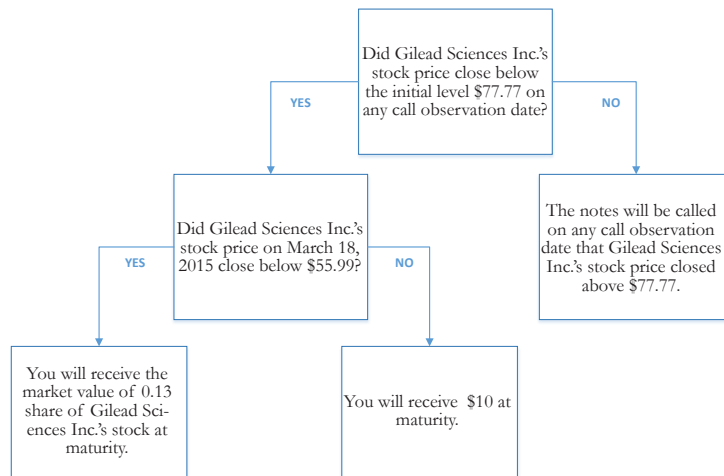 Did Gilead Sciences Inc.'s
stock price close below
the initial level $77.77 on
any call observation date?
YES
NO
Did Gilead Sciences Inc.'s
stock price on March 18,
2015 close below $55.99?
The notes will be called
on any call observation
date that Gilead Sciences
Inc.'s stock price closed
above $77.77.
YES
NO
You will receive the
market value of 0.13
share of Gilead Sci-
ences Inc.'s stock at
maturity.
You will receive $10 at
maturity.